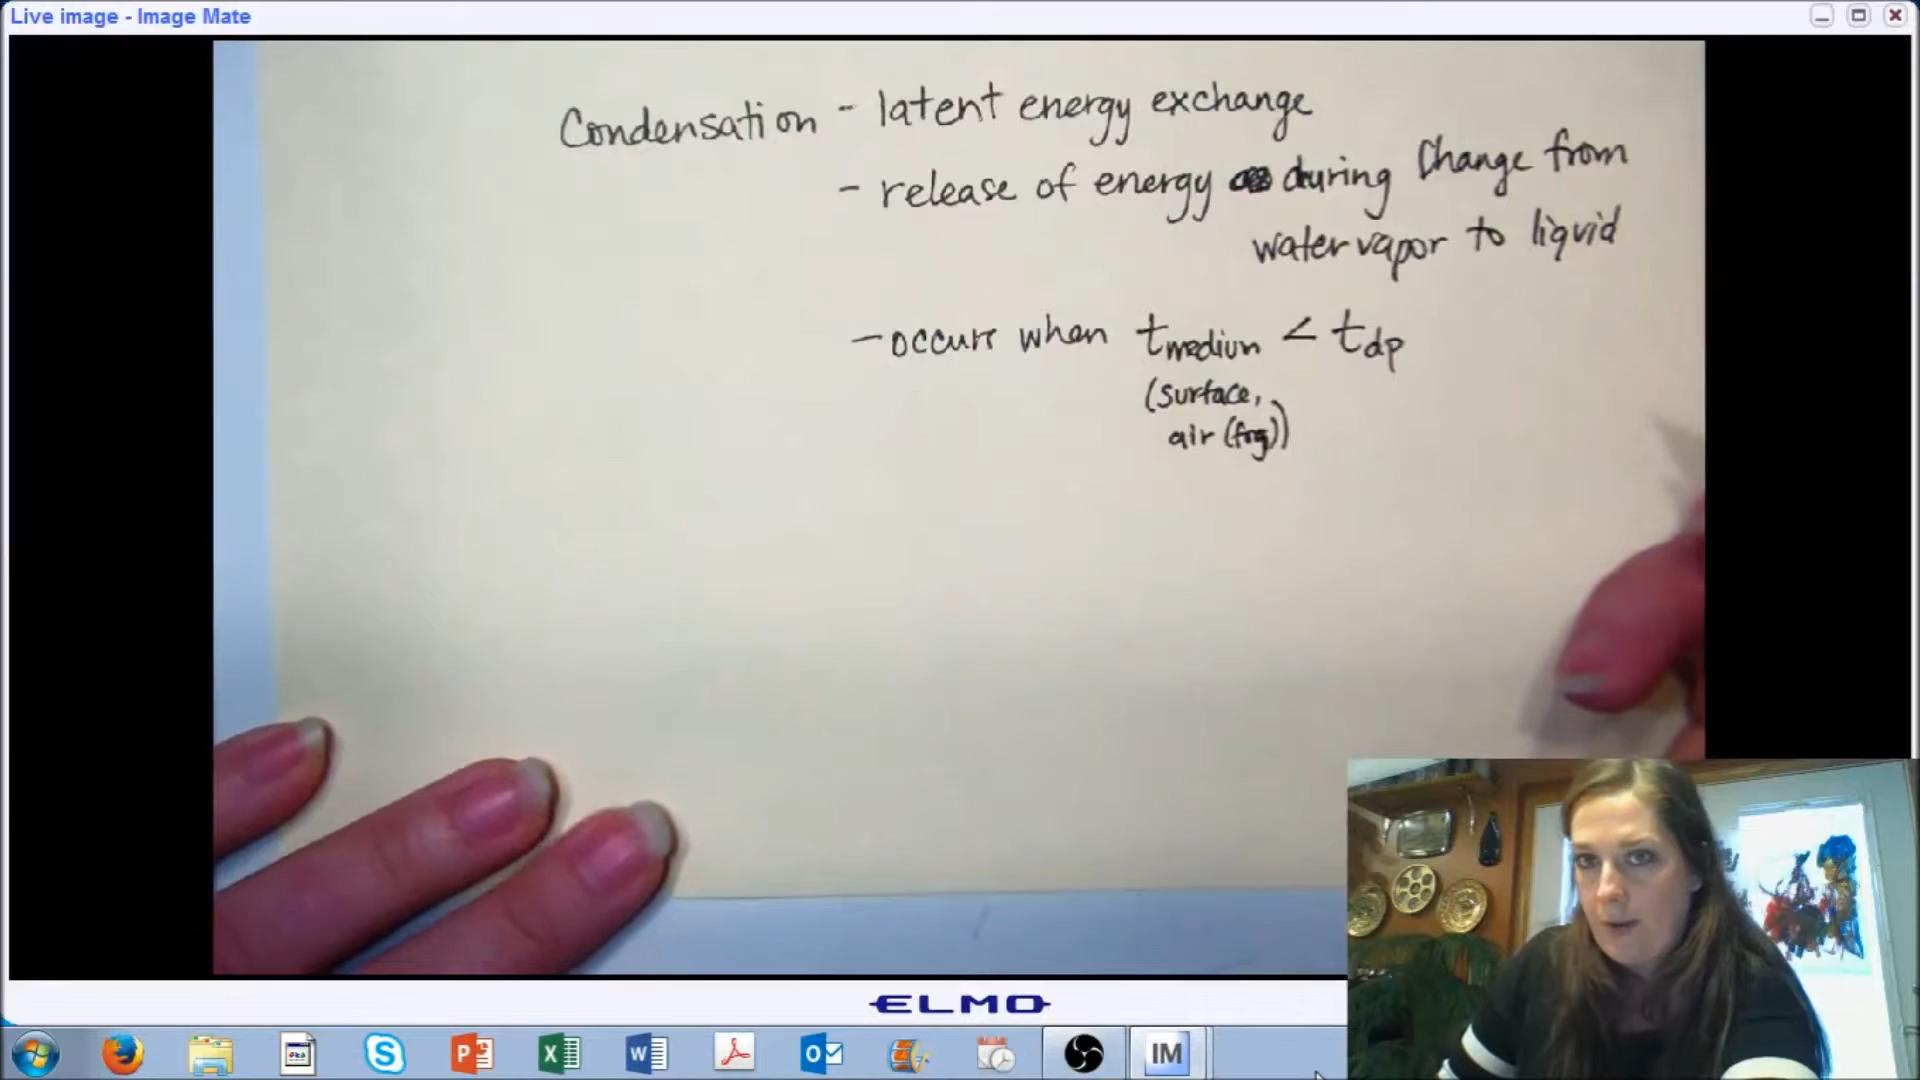 Live image - Image Mate
Condensation - latent energy exchange
- release of energy during Change from
water vapor to liquid
- occurs when tmedium < tdp
(surface,
air (fog))
ELMO
IM